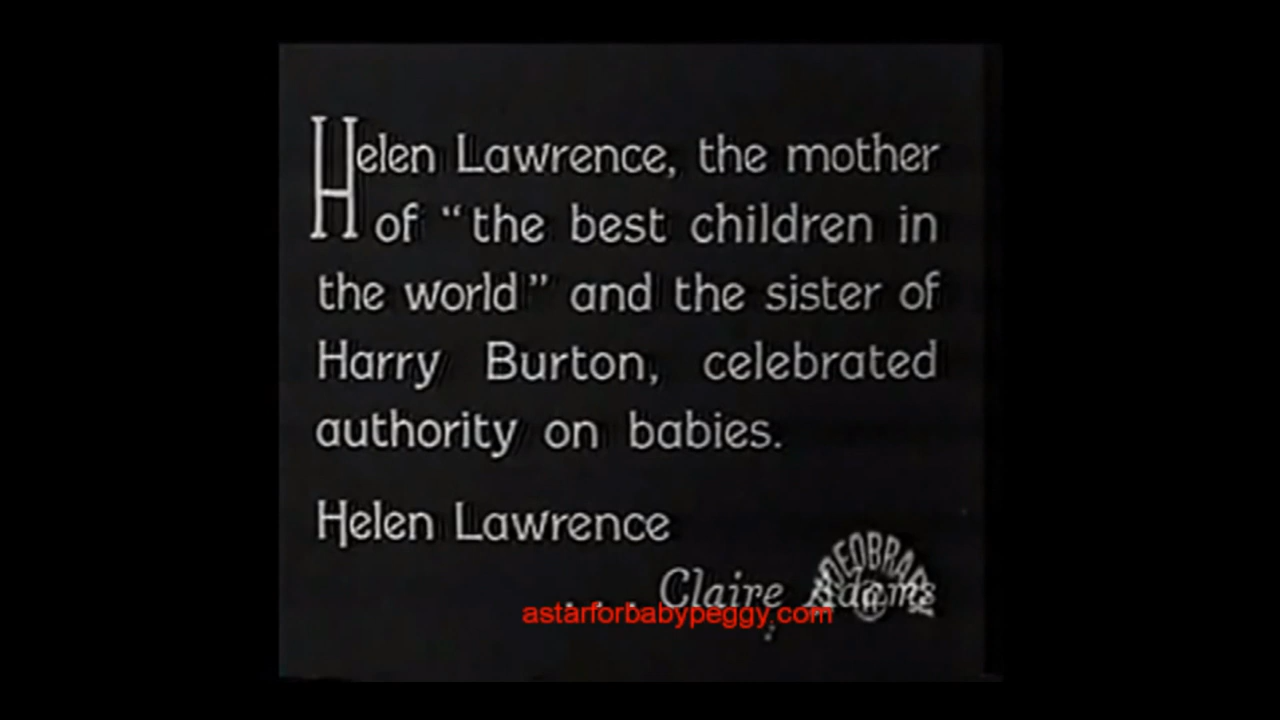 Helen Lawrence, the mother
of “the best children in
the world” and the sister of
Harry Burton, celebrated
authority on babies.
Helen Lawrence
. . . Claire Adams
astarforbabypeggy.com